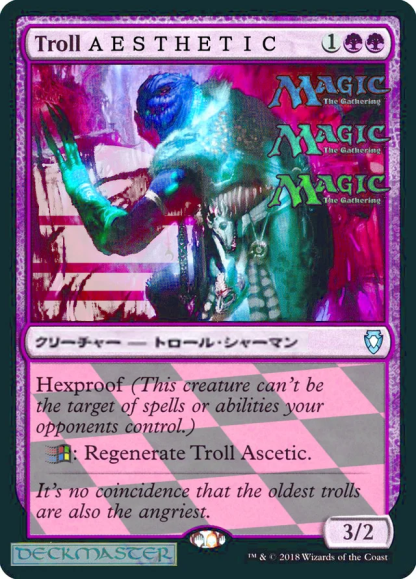 Troll A E S T H E T I C 1
MAGIC
The Gathering
MAGIC
The Gathering
MAGIC
The Gathering
クリーチャー — トロール・シャーマン
Hexproof (This creature can't be
the target of spells or abilities your
opponents control.)
: Regenerate Troll Ascetic.
It's no coincidence that the oldest trolls
are also the angriest.
3/2
DECKMASTER
™ & © 2018 Wizards of the Coast